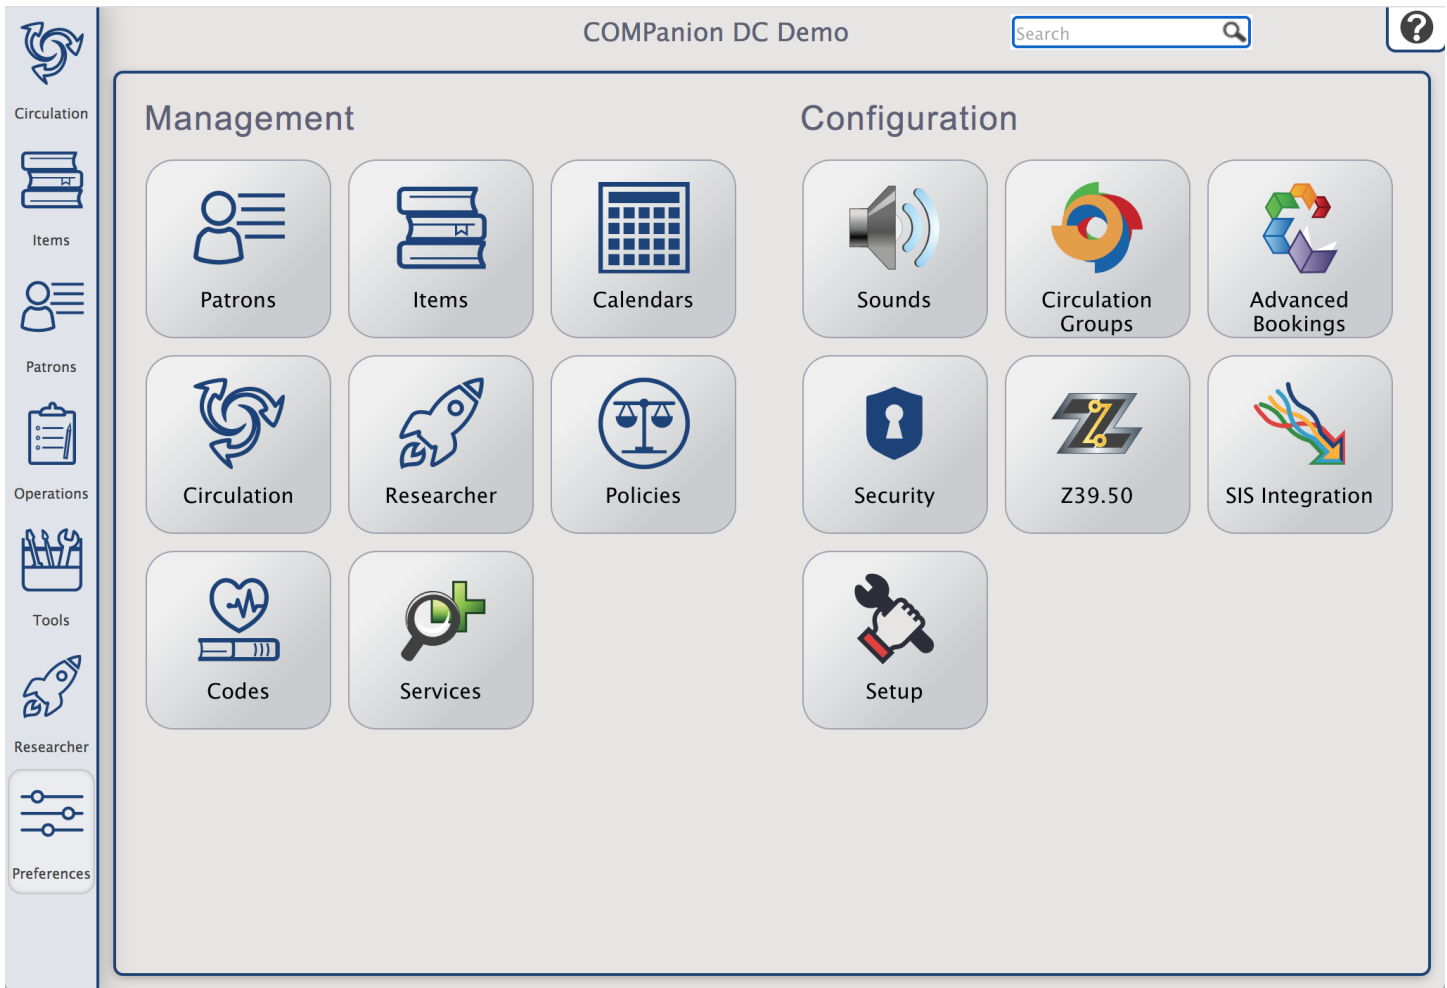 COMPanion DC Demo
Search
?
Circulation
Items
Patrons
Operations
Tools
Researcher
Preferences
Management
Patrons
Items
Calendars
Circulation
Researcher
Policies
Codes
Services
Configuration
Sounds
Circulation
Groups
Advanced
Bookings
Security
Z
Z39.50
SIS Integration
Setup